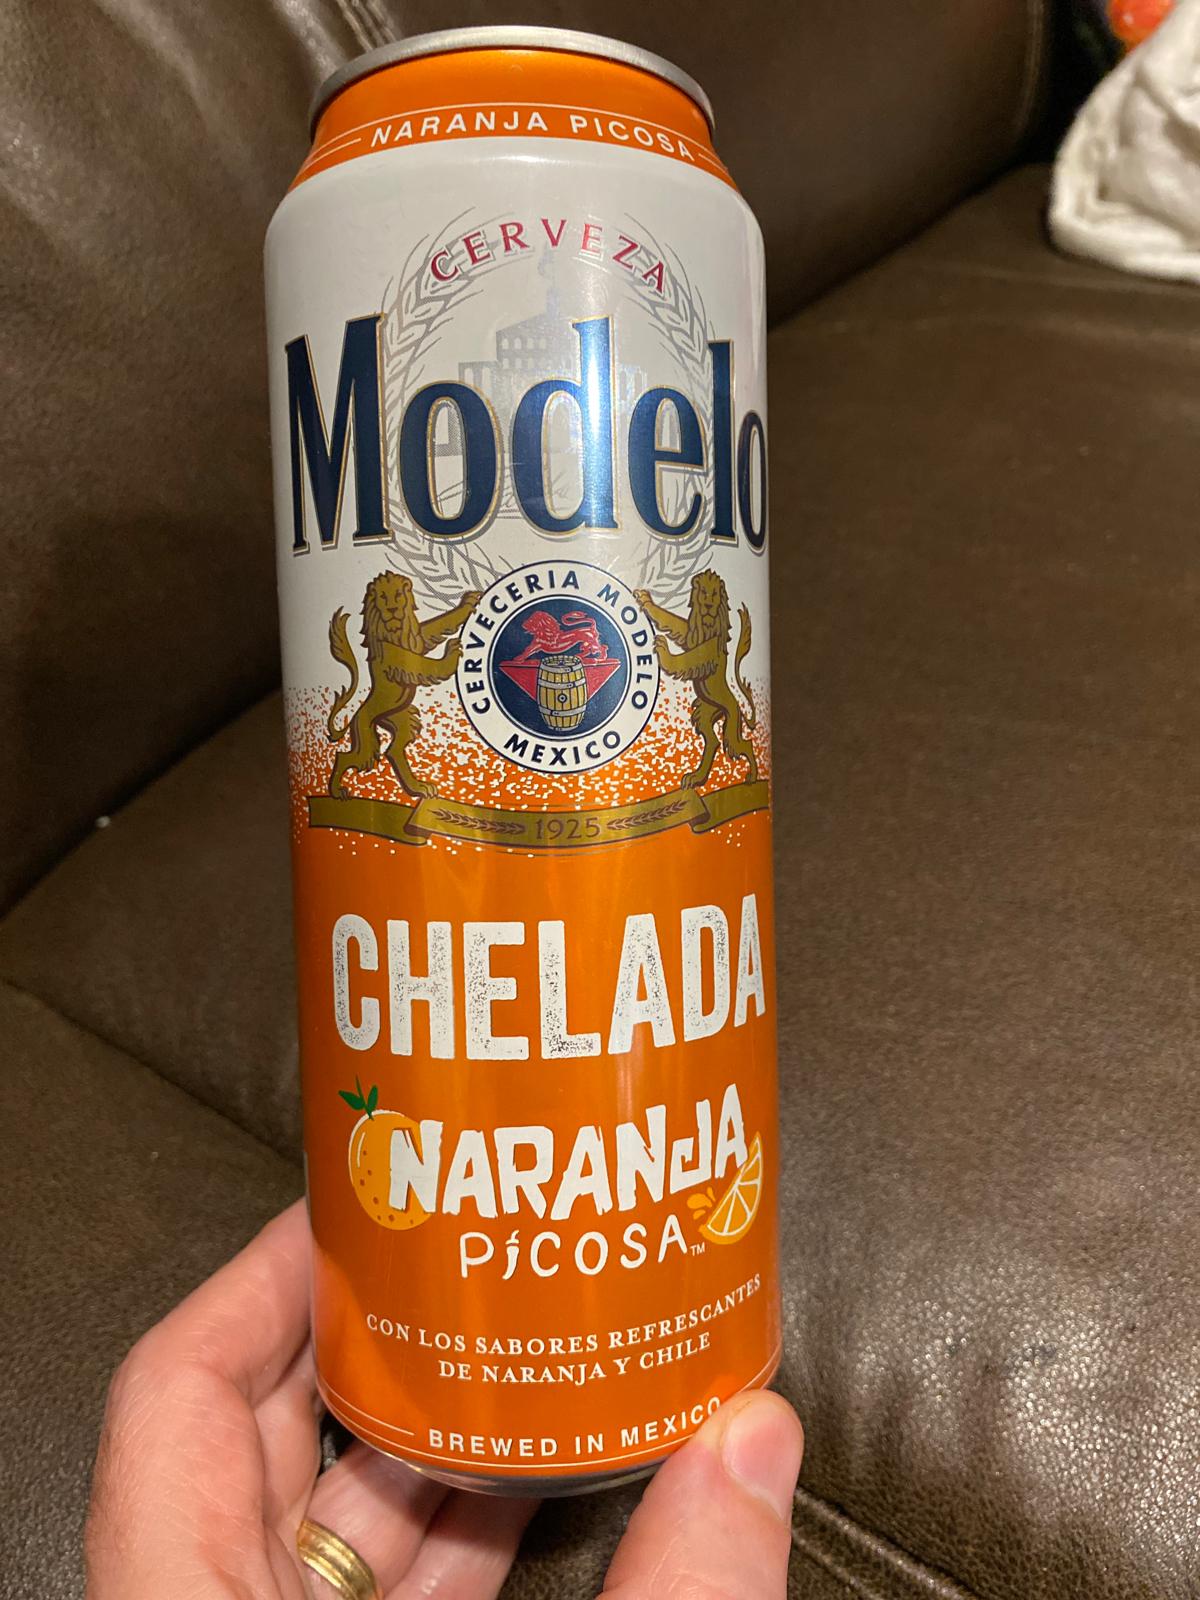 NARANJA PICOSA
CERVEZA
Modelo
CERVECERIA MODELO
MEXICO
1925
CHELADA
NARANJA
PiCOSA™
CON LOS SABORES REFRESCANTES
DE NARANJA Y CHILE
BREWED IN MEXICO